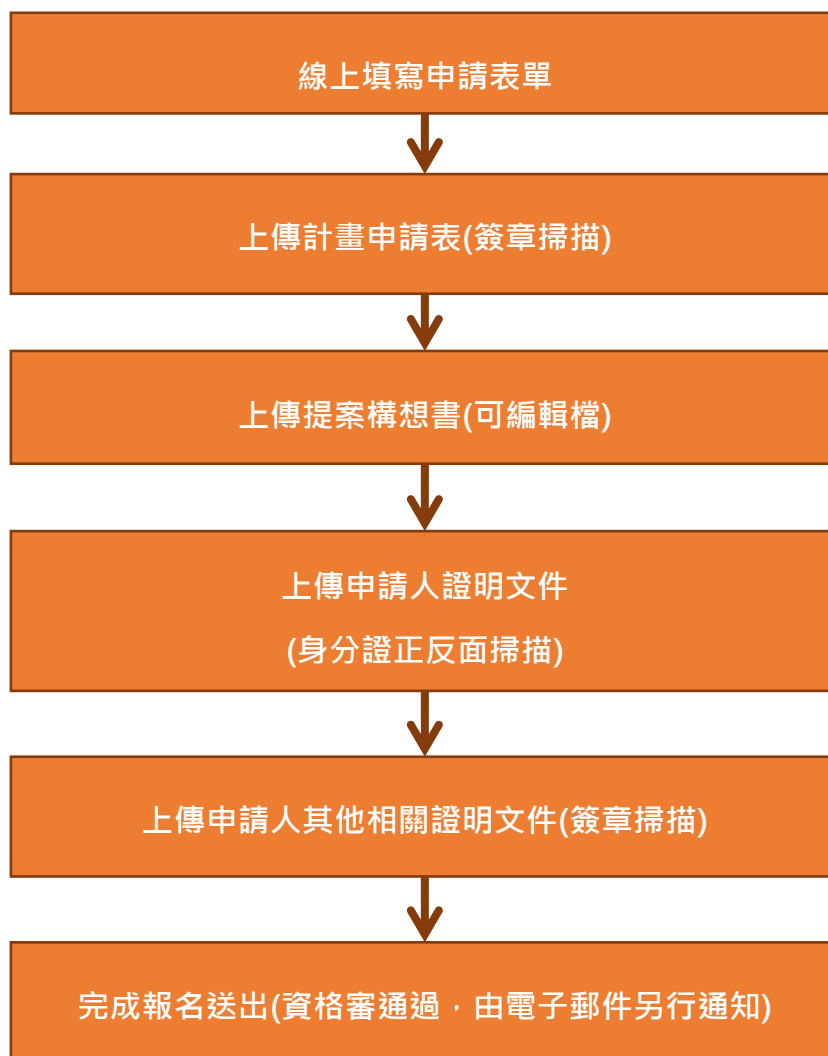 線上填寫申請表單
上傳計畫申請表(簽章掃描)
上傳提案構想書(可編輯檔)
上傳申請人證明文件
(身分證正反面掃描)
上傳申請人其他相關證明文件(簽章掃描)
完成報名送出(資格審通過，由電子郵件另行通知)